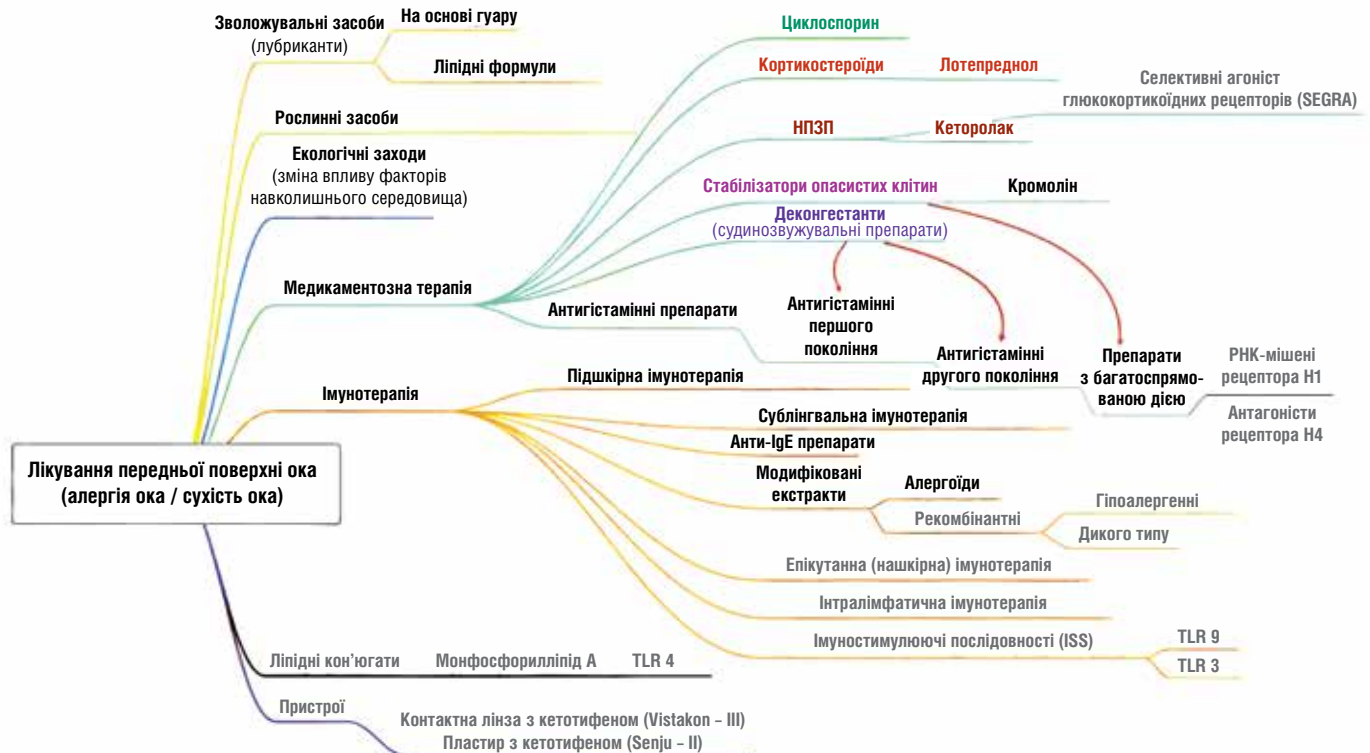 Зволожувальні засоби
(лубриканти)
На основі гуару
Ліпідні формули
Рослинні засоби
Екологічні заходи
(зміна впливу факторів
навколишнього середовища)
Медикаментозна терапія
Циклоспорин
Кортикостероїди
Лотепреднол
Селективні агоніст
глюкокортикоїдних рецепторів (SEGRA)
НПЗП
Кеторолак
Стабілізатори опасистих клітин
Кромолін
Деконгестанти
(судинозвужувальні препарати)
Антигістамінні препарати
Антигістамінні
першого
покоління
Антигістамінні
другого покоління
Препарати
з багатоспрямо-
ваною дією
РНК-мішені
рецептора H1
Антагоністи
рецептора H4
Імунотерапія
Підшкірна імунотерапія
Сублінгвальна імунотерапія
Анти-IgE препарати
Модифіковані
екстракти
Алергоїди
Рекомбінантні
Гіпоалергенні
Дикого типу
Епікутанна (нашкірна) імунотерапія
Інтралімфатична імунотерапія
Імуностимулюючі послідовності (ISS)
TLR 9
TLR 3
Лікування передньої поверхні ока
(алергія ока / сухість ока)
Ліпідні кон’югати
Монфосфорилліпід А
TLR 4
Пристрої
Контактна лінза з кетотифеном (Vistakon – III)
Пластир з кетотифеном (Senju – II)